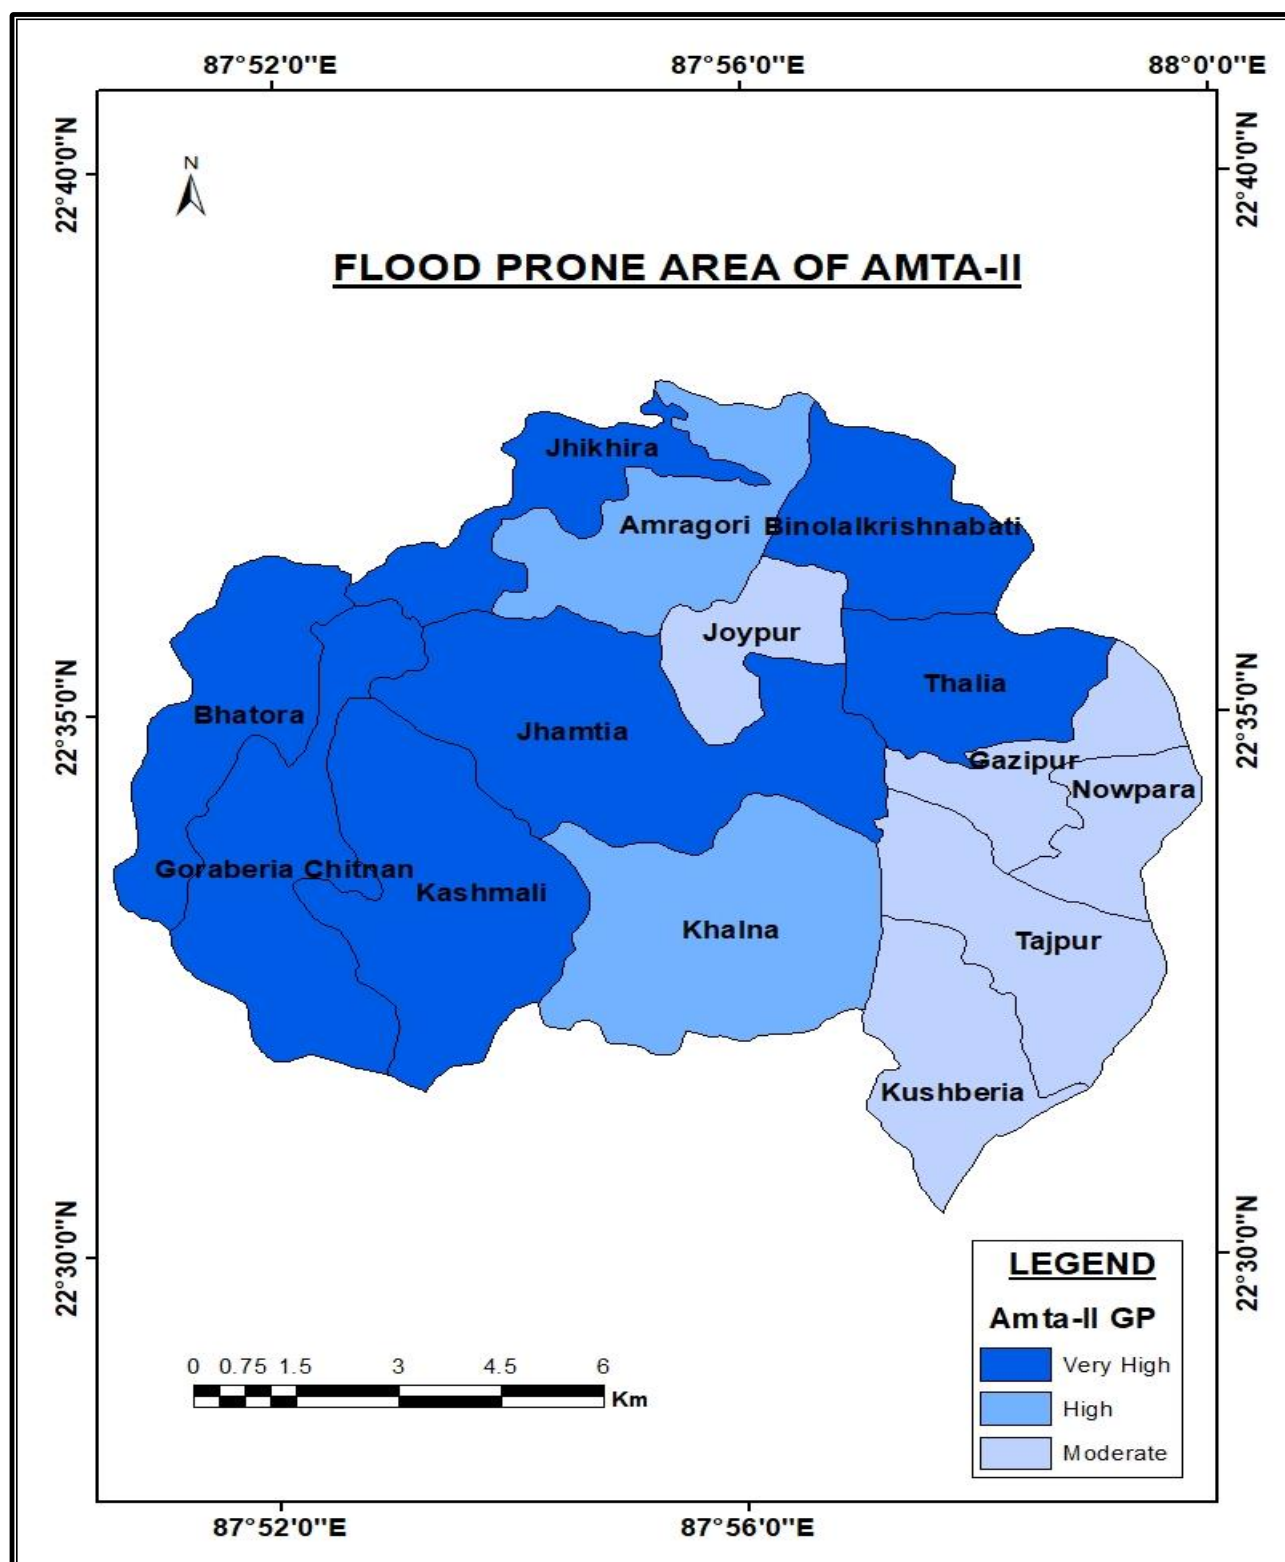 87°52'0"E 87°56'0"E 88°0'0"E
22°40'0"N 22°40'0"N
N
FLOOD PRONE AREA OF AMTA-II
Jhikhira
Amragori Binolalkrishnabati
Joypur
Thalia
22°35'0"N 22°35'0"N
Bhatora
Jhamtia
Gazipur
Nowpara
Goraberia Chitnan
Kashmali
Khalna
Tajpur
Kushberia
22°30'0"N 22°30'0"N
LEGEND
Amta-II GP
Very High
High
Moderate
0 0.75 1.5 3 4.5 6
Km
87°52'0"E 87°56'0"E